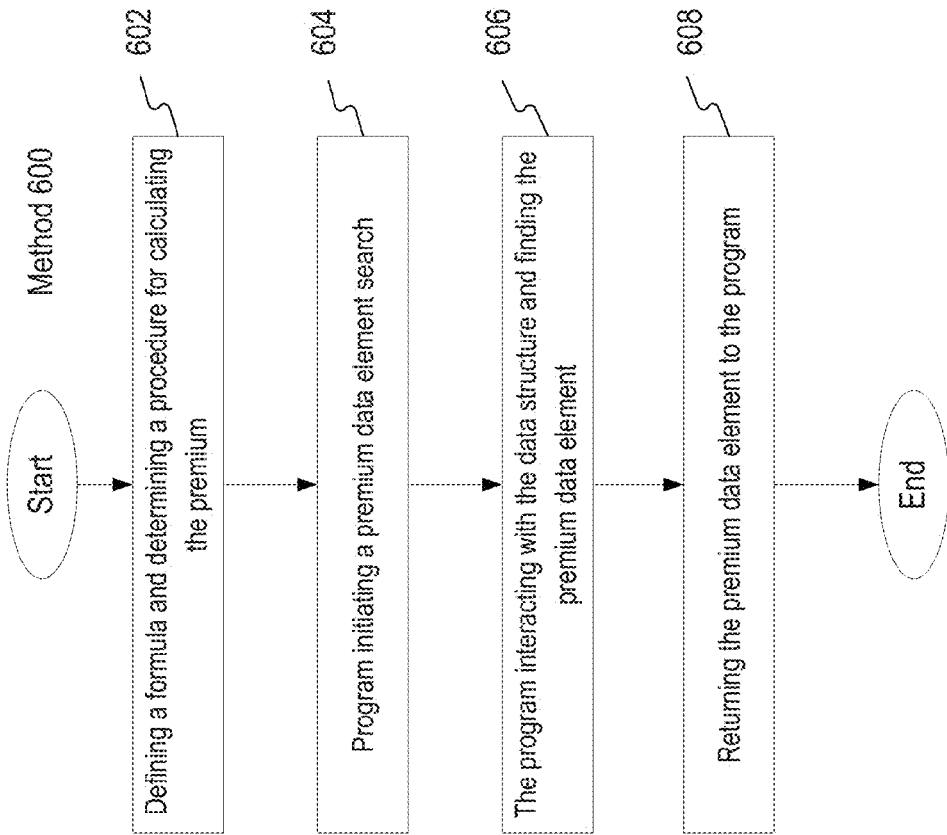 Method 600
Start
Defining a formula and determining a procedure for calculating
the premium
602
Program initiating a premium data element search
604
The program interacting with the data structure and finding the
premium data element
606
Returning the premium data element to the program
608
End